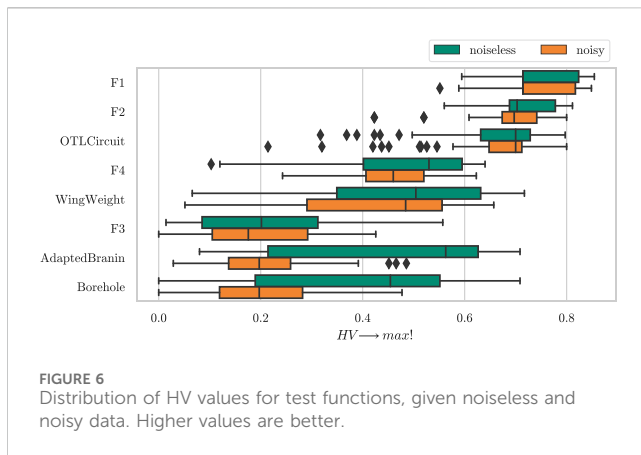 noiseless noisy
F1
F2
OTLCircuit
F4
WingWeight
F3
AdaptedBranin
Borehole
0.0 0.2 0.4 0.6 0.8
HV ⟶ max!
FIGURE 6
Distribution of HV values for test functions, given noiseless and
noisy data. Higher values are better.